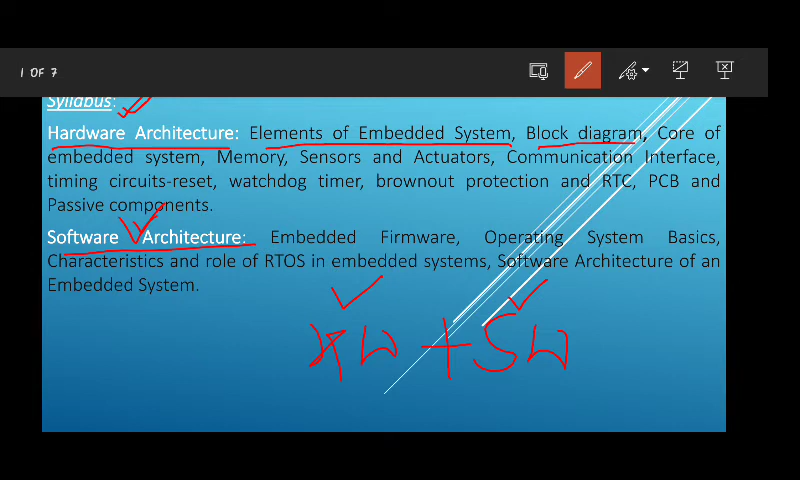 1 OF 7
Syllabus:
Hardware Architecture: Elements of Embedded System, Block diagram, Core of
embedded system, Memory, Sensors and Actuators, Communication Interface,
timing circuits-reset, watchdog timer, brownout protection and RTC, PCB and
Passive components.
Software Architecture: Embedded Firmware, Operating System Basics,
Characteristics and role of RTOS in embedded systems, Software Architecture of an
Embedded System.
HW + SW